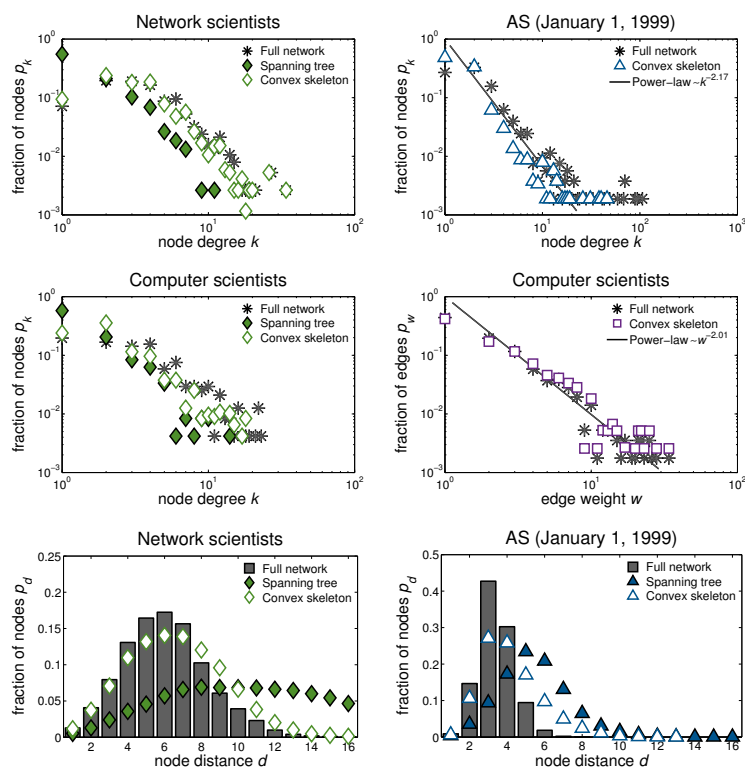 Network scientists
fraction of nodes p_k
10^0
10^-1
10^-2
10^-3
10^0
10^1
10^2
node degree k
Full network
Spanning tree
Convex skeleton
AS (January 1, 1999)
fraction of nodes p_k
10^0
10^-1
10^-2
10^-3
10^0
10^1
10^2
10^3
node degree k
Full network
Convex skeleton
Power−law ~k^−2.17
Computer scientists
fraction of nodes p_k
10^0
10^-1
10^-2
10^-3
10^0
10^1
10^2
node degree k
Full network
Spanning tree
Convex skeleton
Computer scientists
fraction of edges p_w
10^0
10^-1
10^-2
10^-3
10^0
10^1
10^2
edge weight w
Full network
Convex skeleton
Power−law ~w^−2.01
Network scientists
fraction of nodes p_d
0.25
0.2
0.15
0.1
0.05
0
2 4 6 8 10 12 14 16
node distance d
Full network
Spanning tree
Convex skeleton
AS (January 1, 1999)
fraction of nodes p_d
0.5
0.4
0.3
0.2
0.1
0
2 4 6 8 10 12 14 16
node distance d
Full network
Spanning tree
Convex skeleton